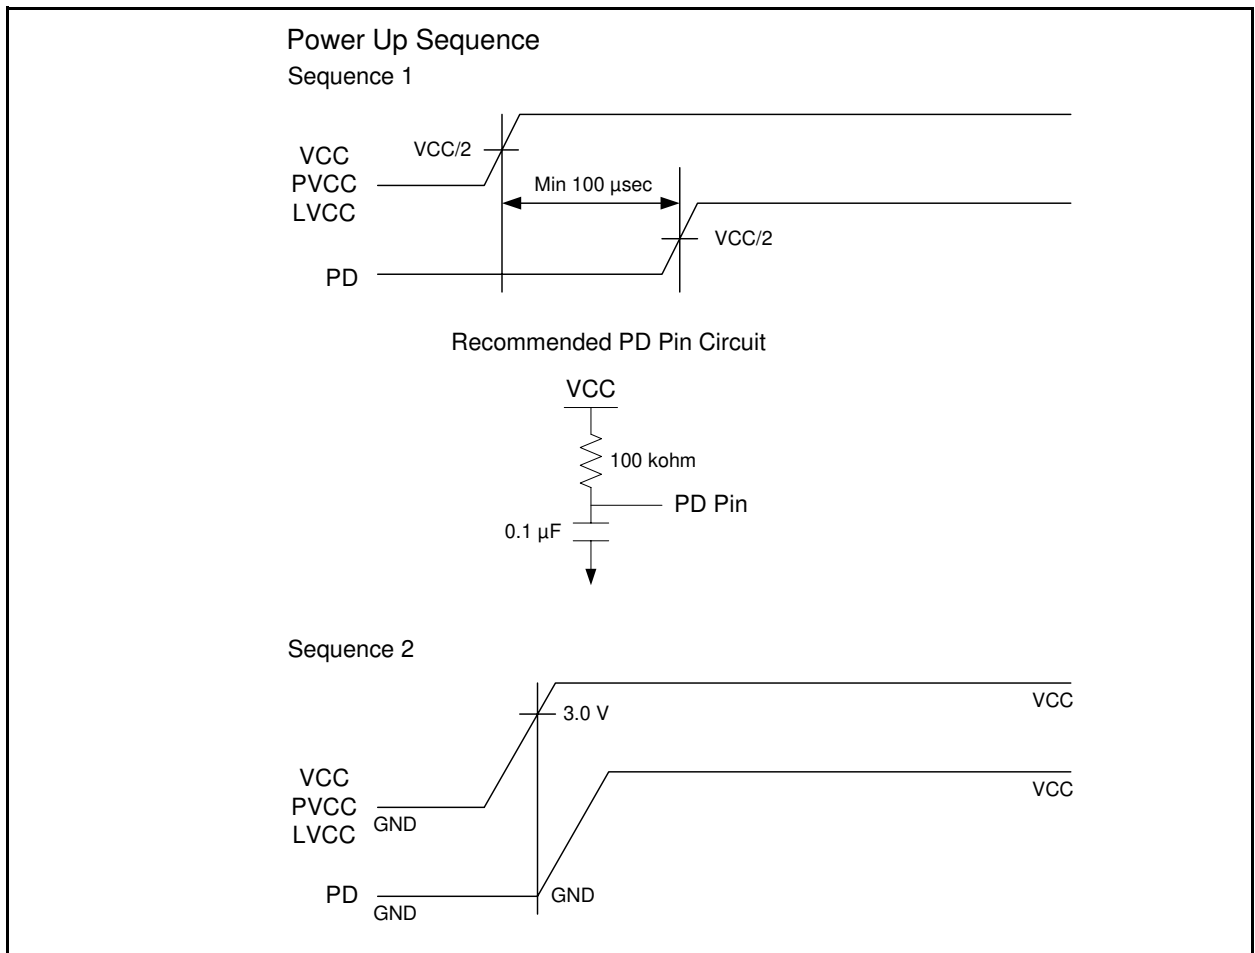 Power Up Sequence
Sequence 1
VCC/2
VCC
PVCC
LVCC
Min 100 μsec
VCC/2
PD
Recommended PD Pin Circuit
VCC
100 kohm
PD Pin
0.1 μF
Sequence 2
VCC
3.0 V
VCC
PVCC
LVCC
VCC
GND
PD
GND
GND